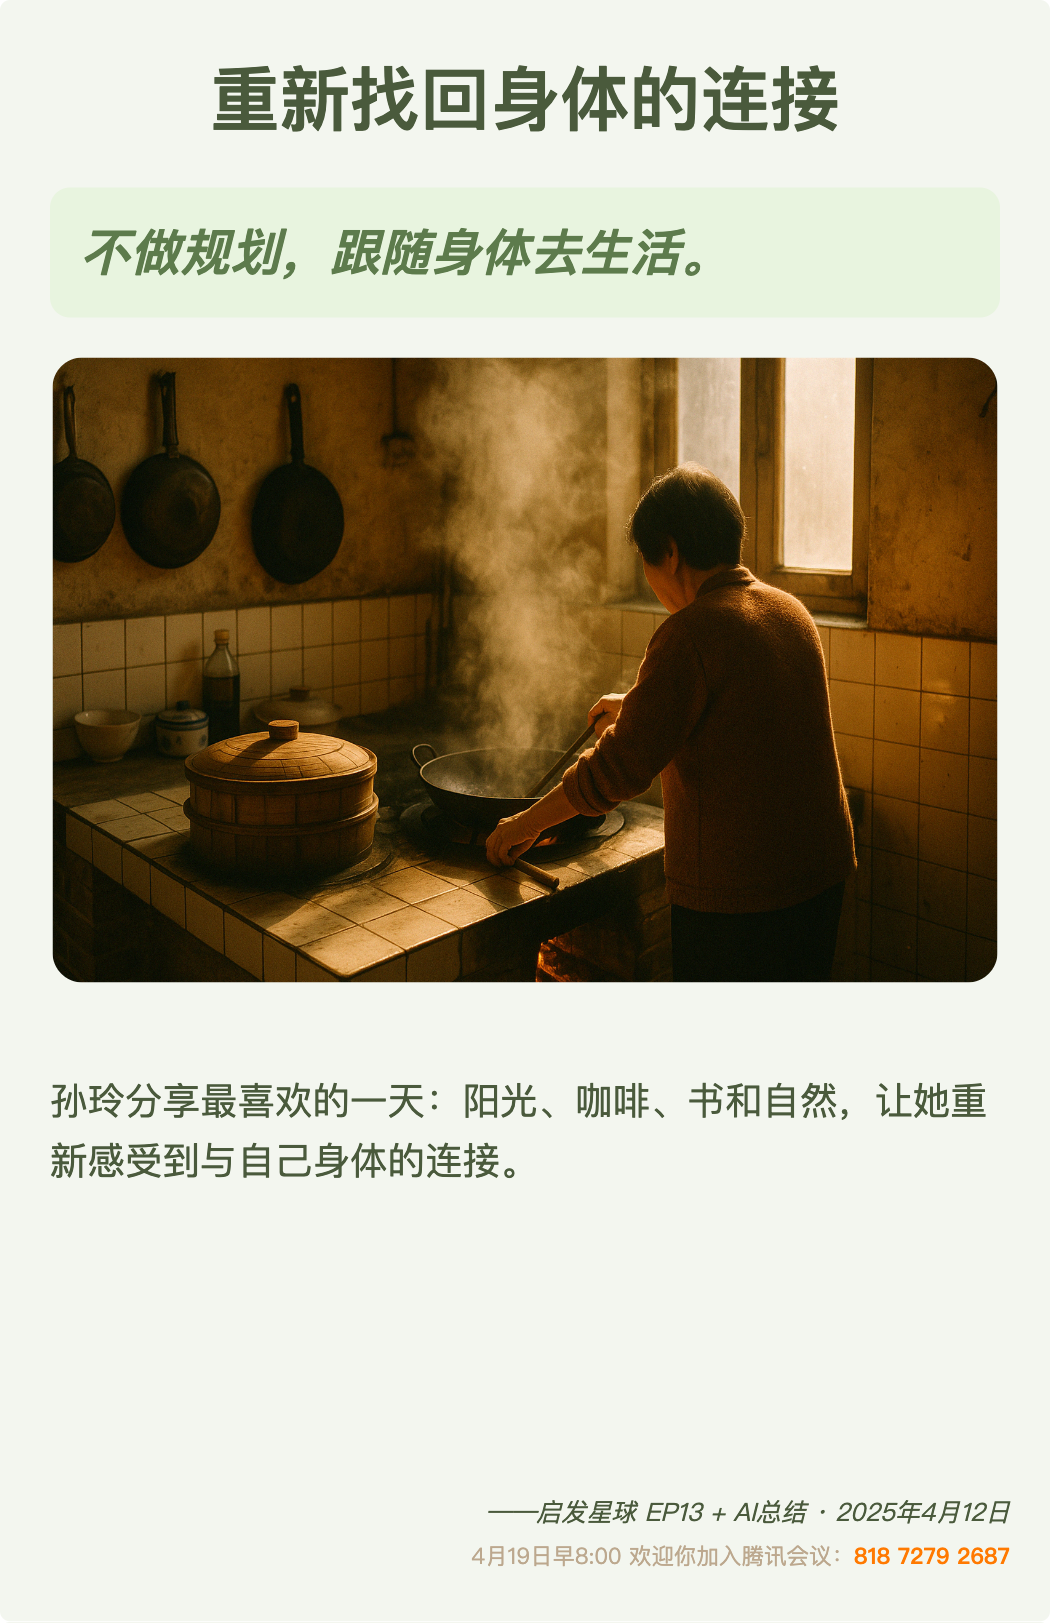 重新找回身体的连接
不做规划，跟随身体去生活。
孙玲分享最喜欢的一天：阳光、咖啡、书和自然，让她重
新感受到与自己身体的连接。
——启发星球 EP13 + AI总结 · 2025年4月12日
4月19日早8:00 欢迎你加入腾讯会议：818 7279 2687